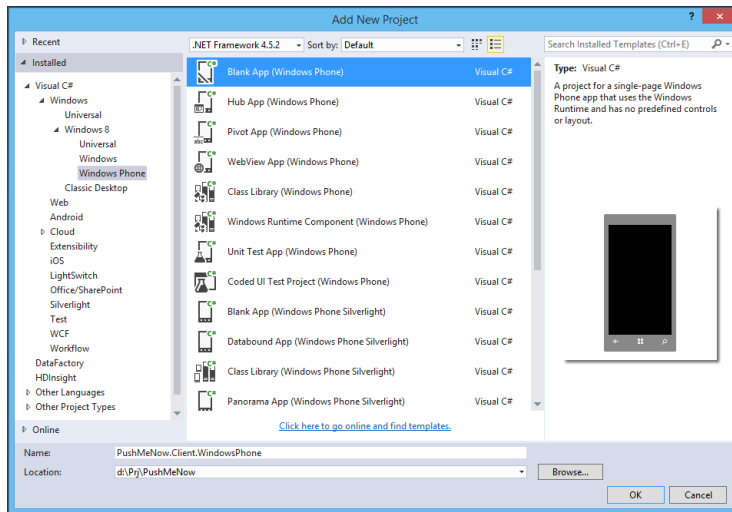 Add New Project
? ×
Recent
Installed
.NET Framework 4.5.2
Sort by: Default
Search Installed Templates (Ctrl+E)
Visual C#
Windows
Universal
Windows 8
Universal
Windows
Windows Phone
Classic Desktop
Web
Android
Cloud
Extensibility
iOS
LightSwitch
Office/SharePoint
Silverlight
Test
WCF
Workflow
DataFactory
HDInsight
Other Languages
Other Project Types
Online
Blank App (Windows Phone) Visual C#
Hub App (Windows Phone) Visual C#
Pivot App (Windows Phone) Visual C#
WebView App (Windows Phone) Visual C#
Class Library (Windows Phone) Visual C#
Windows Runtime Component (Windows Phone) Visual C#
Unit Test App (Windows Phone) Visual C#
Coded UI Test Project (Windows Phone) Visual C#
Blank App (Windows Phone Silverlight) Visual C#
Databound App (Windows Phone Silverlight) Visual C#
Class Library (Windows Phone Silverlight) Visual C#
Panorama App (Windows Phone Silverlight) Visual C#
Click here to go online and find templates.
Type: Visual C#
A project for a single-page Windows
Phone app that uses the Windows
Runtime and has no predefined controls
or layout.
Name: PushMeNow.Client.WindowsPhone
Location: d:\Prj\PushMeNow
Browse...
OK Cancel